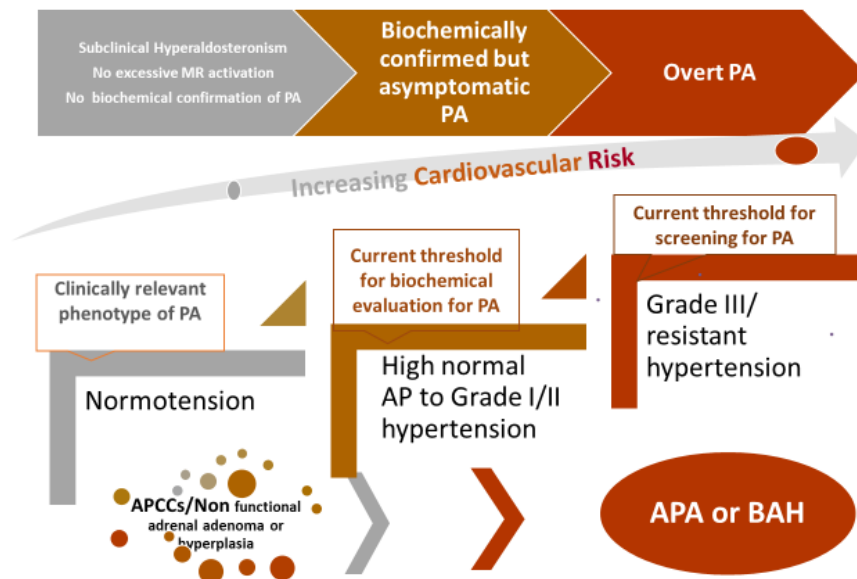 Subclinical Hyperaldosteronism
No excessive MR activation
No biochemical confirmation of PA
Biochemically
confirmed but
asymptomatic
PA
Overt PA
Increasing Cardiovascular Risk
Clinically relevant
phenotype of PA
Current threshold
for biochemical
evaluation for PA
Current threshold for
screening for PA
Normotension
High normal
AP to Grade I/II
hypertension
Grade III/
resistant
hypertension
APCCs/Non functional
adrenal adenoma or
hyperplasia
APA or BAH